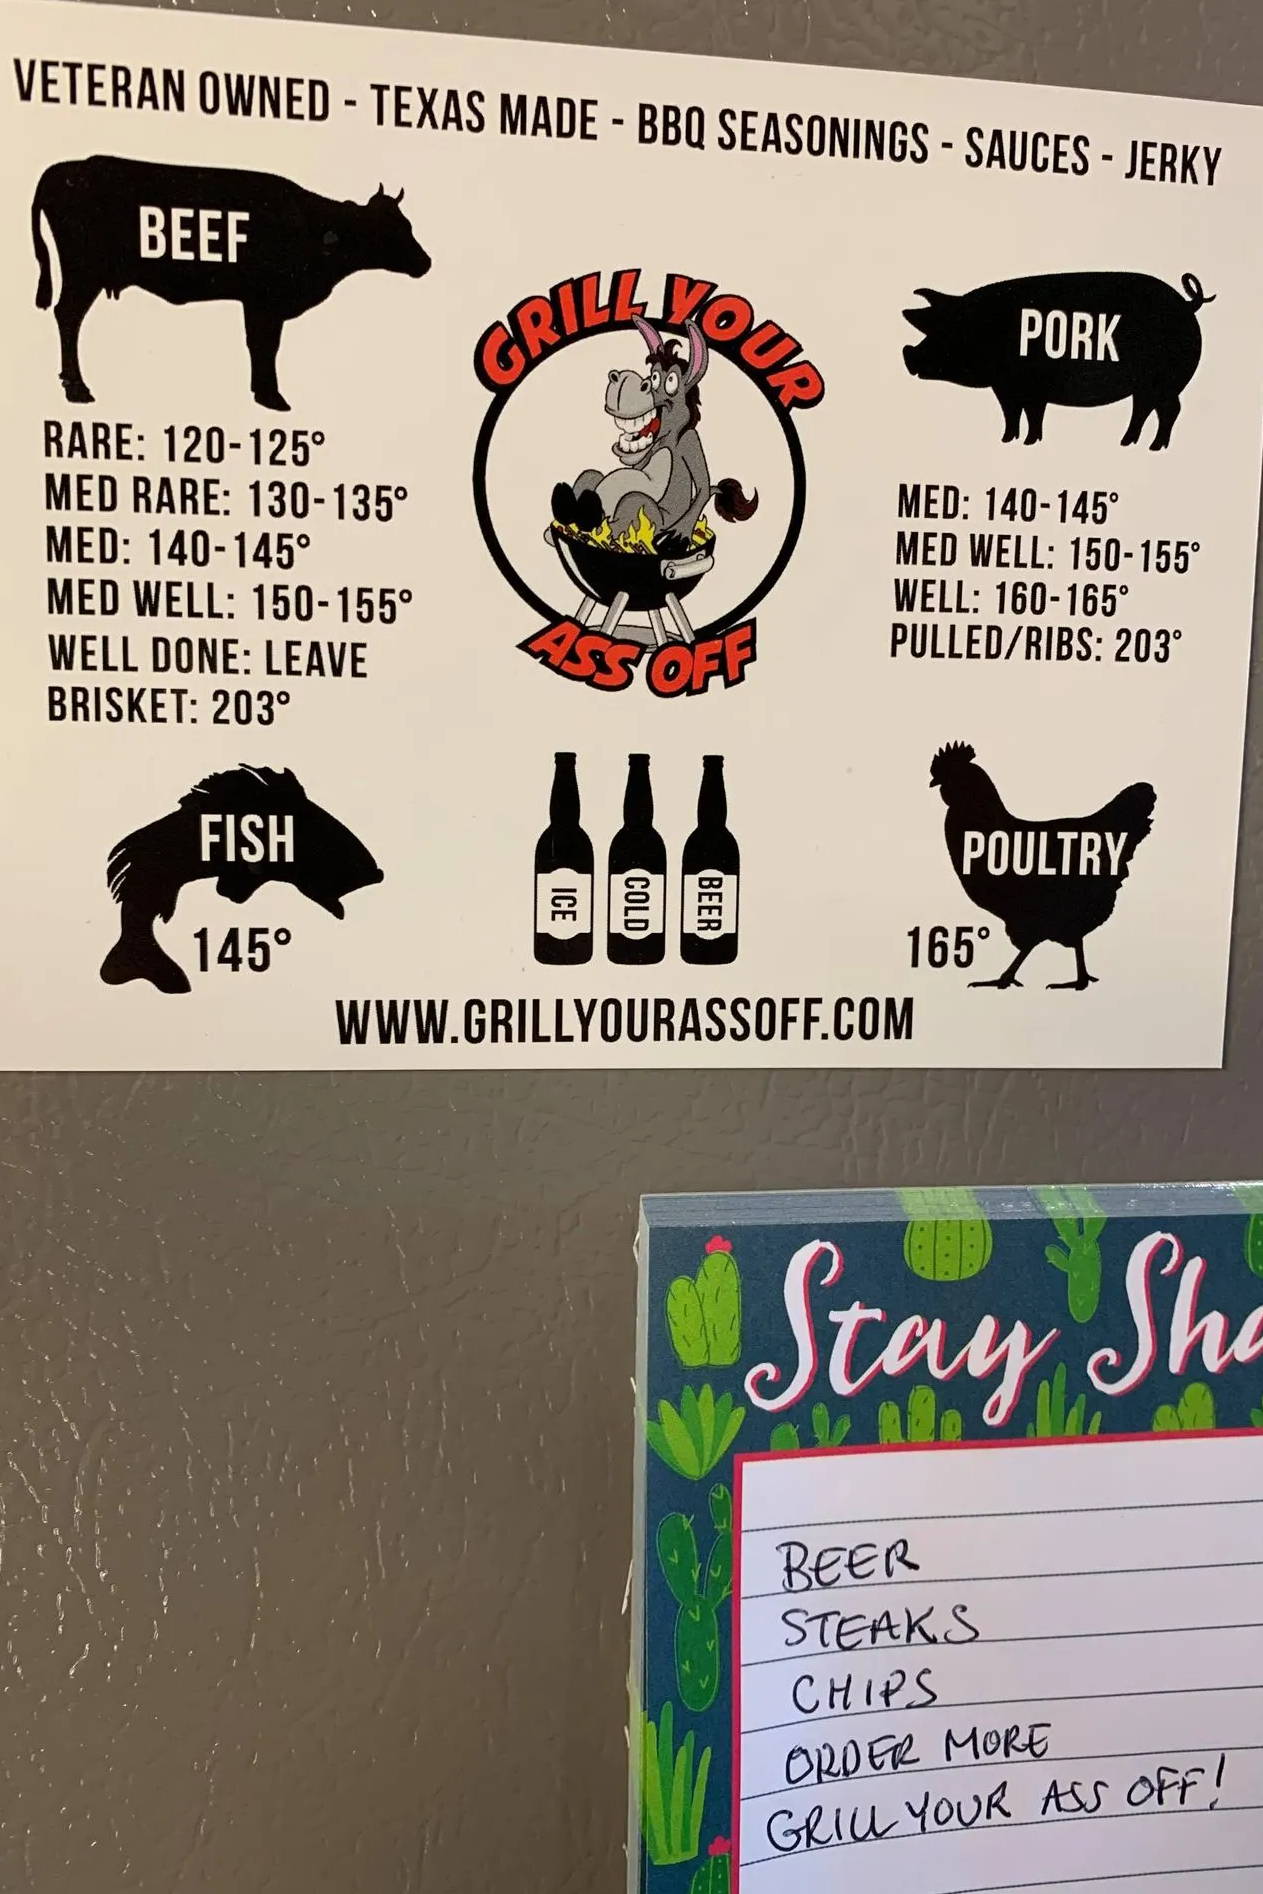 VETERAN OWNED - TEXAS MADE - BBQ SEASONINGS - SAUCES - JERKY
BEEF
RARE: 120-125°
MED RARE: 130-135°
MED: 140-145°
MED WELL: 150-155°
WELL DONE: LEAVE
BRISKET: 203°
GRILL YOUR
ASS OFF
PORK
MED: 140-145°
MED WELL: 150-155°
WELL: 160-165°
PULLED/RIBS: 203°
FISH
145°
ICE
COLD
BEER
POULTRY
165°
WWW.GRILLYOURASSOFF.COM
Stay
BEER
STEAKS
CHIPS
ORDER MORE
GRILL YOUR ASS OFF!